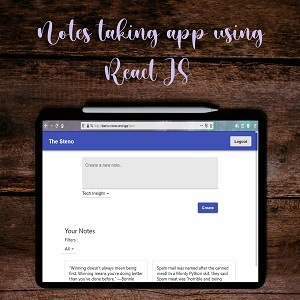 Notes taking app using
React JS
The Steno
Logout
Create a new note...
Tech Insight
Create
Your Notes
Filters :
All
"Winning doesn't always mean being first. Winning means you're doing better than you've done before." —Bonnie
Spam mail was named after the canned meat! In a Monty Python skit, they said Spam meat was "horrible and being